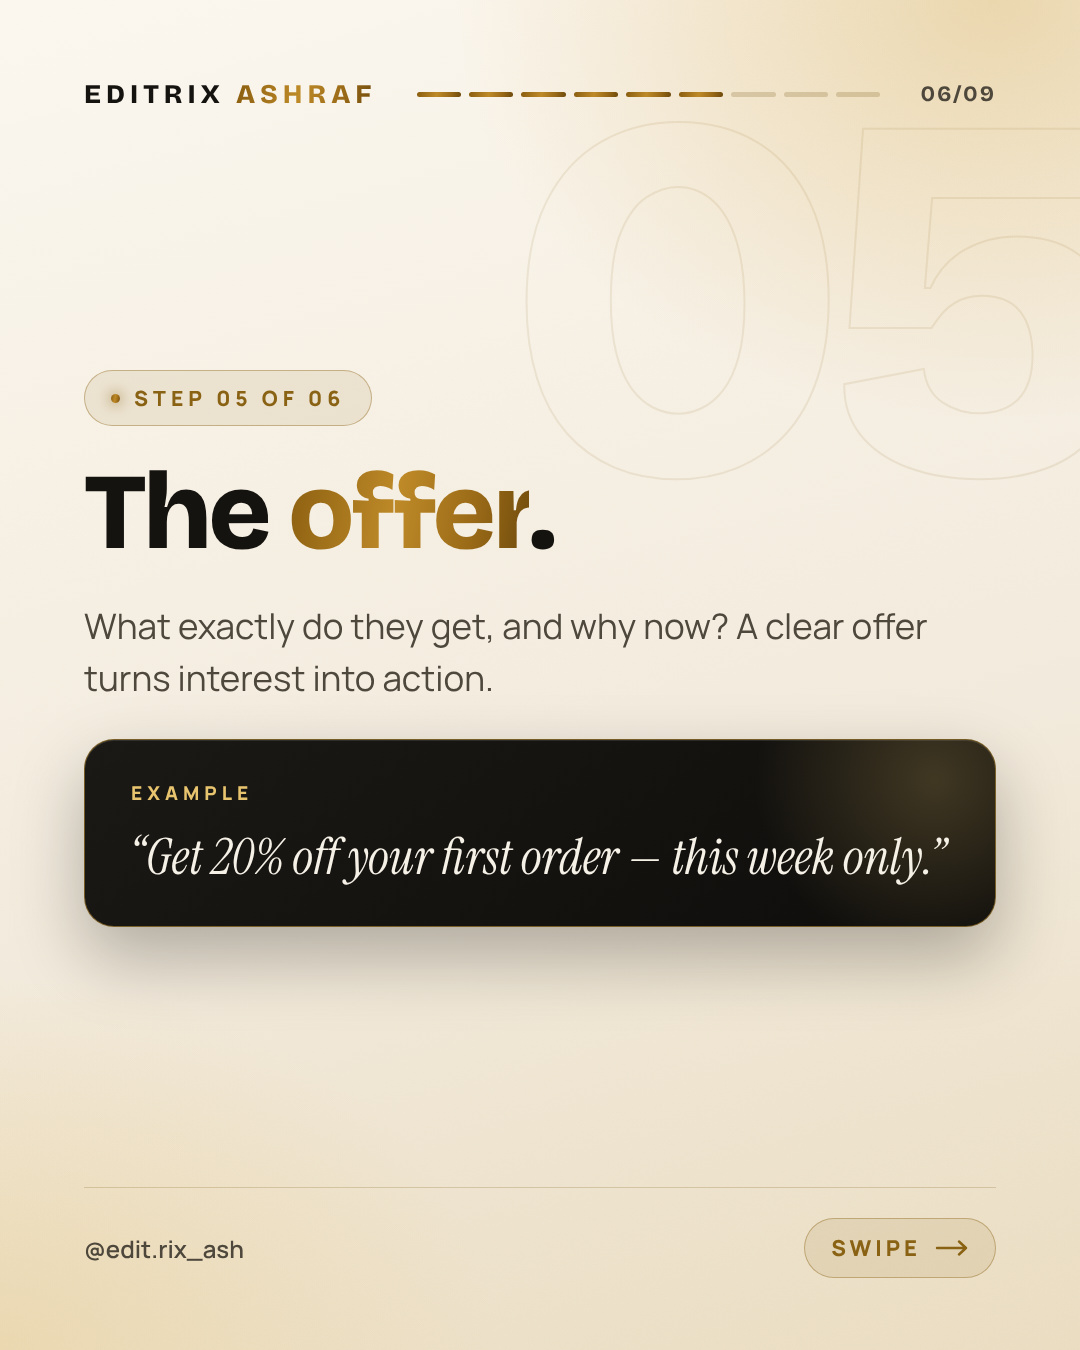 EDITRIX ASHRAF
06/09
05
STEP 05 OF 06
The offer.
What exactly do they get, and why now? A clear offer
turns interest into action.
EXAMPLE
“Get 20% off your first order — this week only.”
@edit.rix_ash
SWIPE →